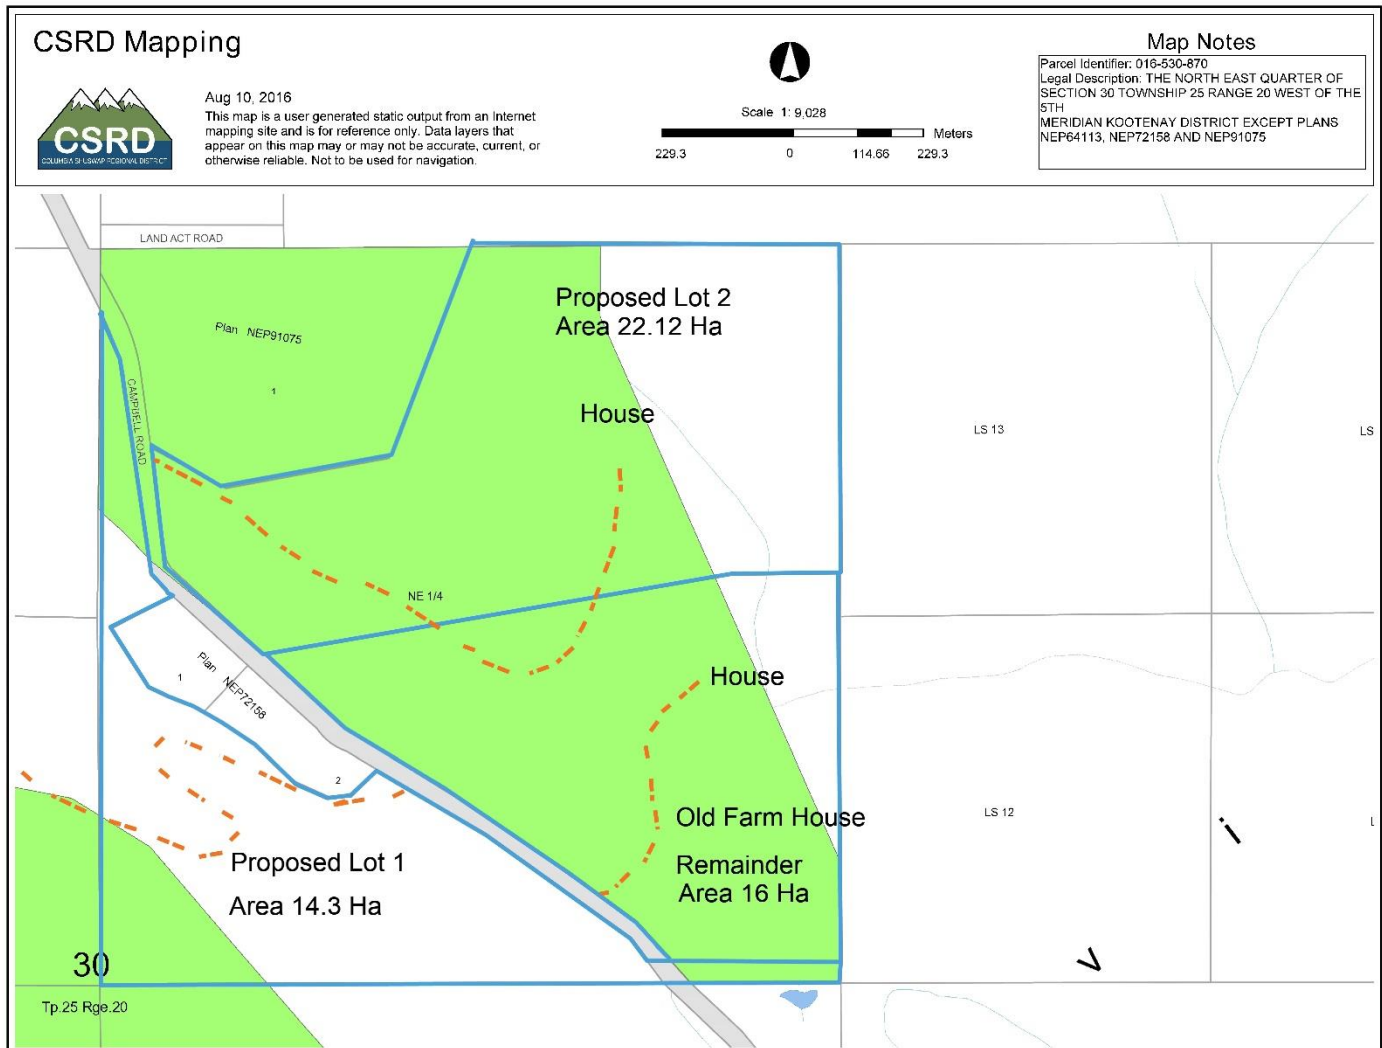 CSRD Mapping
CSRD
COLUMBIA SHUSWAP REGIONAL DISTRICT
Aug 10, 2016
This map is a user generated static output from an Internet
mapping site and is for reference only. Data layers that
appear on this map may or may not be accurate, current, or
otherwise reliable. Not to be used for navigation.
Scale 1: 9,028
Meters
229.3 0 114.66 229.3
Map Notes
Parcel Identifier: 016-530-870
Legal Description: THE NORTH EAST QUARTER OF
SECTION 30 TOWNSHIP 25 RANGE 20 WEST OF THE
5TH
MERIDIAN KOOTENAY DISTRICT EXCEPT PLANS
NEP64113, NEP72158 AND NEP91075
LAND ACT ROAD
Proposed Lot 2
Area 22.12 Ha
Plan NEP91075
1
CAMPBELL ROAD
House
LS 13
LS
NE 1/4
Plan NEP72158
1
2
House
Old Farm House
Remainder
Area 16 Ha
LS 12
L
i
V
Proposed Lot 1
Area 14.3 Ha
30
Tp.25 Rge.20